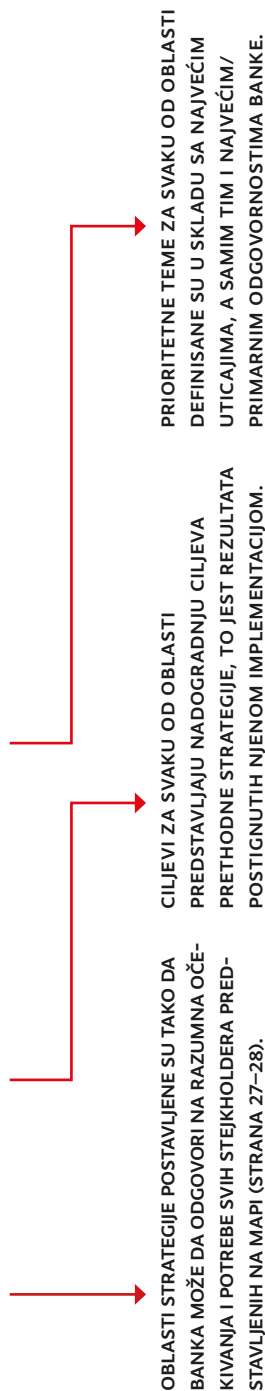 OBLASTI STRATEGIJE POSTAVLJENE SU TAKO DA
BANKA MOŽE DA ODGOVORI NA RAZUMNA OČE-
KIVANJA I POTREBE SVIH STEJKHOLDERA PRED-
STAVLJENIH NA MAPI (STRANA 27–28).
CILJEVI ZA SVAKU OD OBLASTI
PREDSTAVLJAJU NADOGRADNJU CILJEVA
PRETHODNE STRATEGIJE, TO JEST REZULTATA
POSTIGNUTIH NJENOM IMPLEMENTACIJOM.
PRIORITETNE TEME ZA SVAKU OD OBLASTI
DEFINISANE SU U SKLADU SA NAJVEĆIM
UTICAJIMA, A SAMIM TIM I NAJVEĆIM/
PRIMARNIM ODGOVORNOSTIMA BANKE.